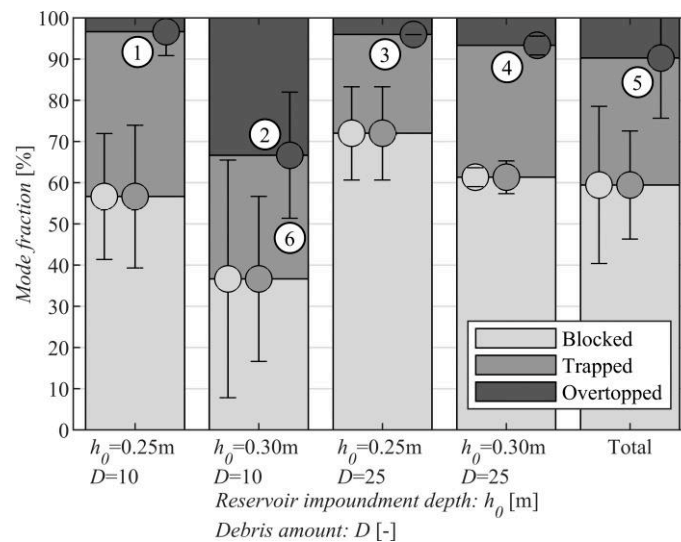 100
90
80
70
60
50
40
30
20
10
0
Mode fraction [%]
1
2
3
4
5
6
Blocked
Trapped
Overtopped
h0=0.25m h0=0.30m h0=0.25m h0=0.30m Total
D=10 D=10 D=25 D=25
Reservoir impoundment depth: h0 [m]
Debris amount: D [-]